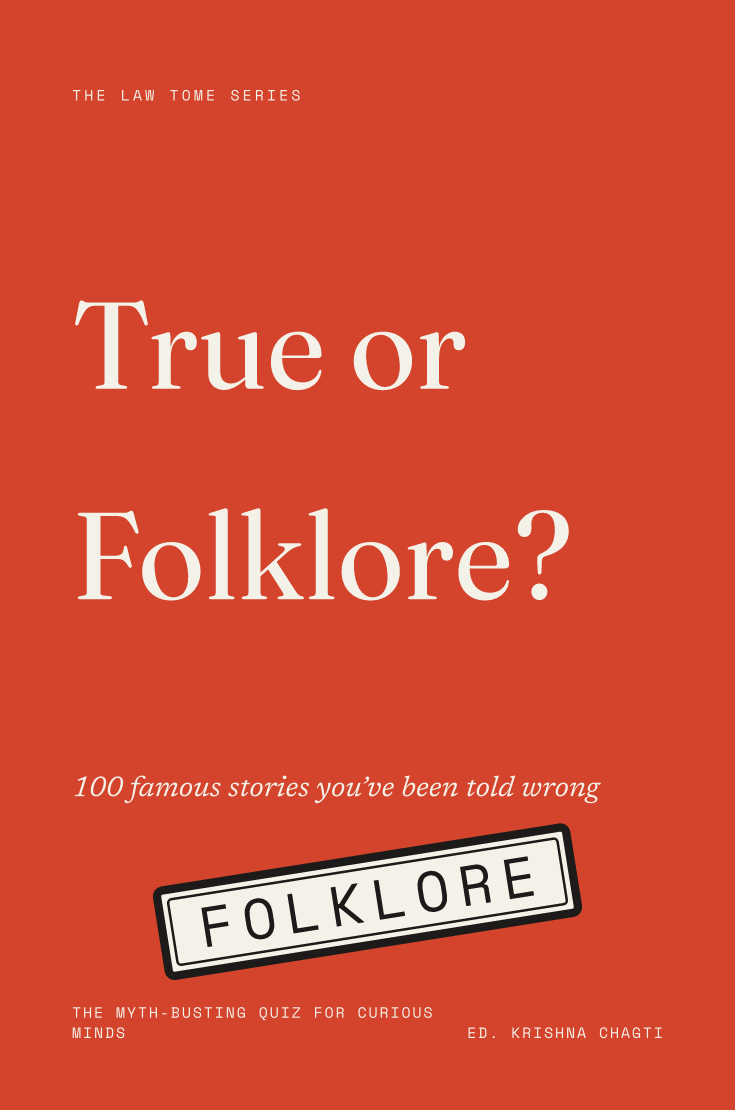 THE LAW TOME SERIES
True or
Folklore?
100 famous stories you’ve been told wrong
FOLKLORE
THE MYTH-BUSTING QUIZ FOR CURIOUS
MINDS
ED. KRISHNA CHAGTI